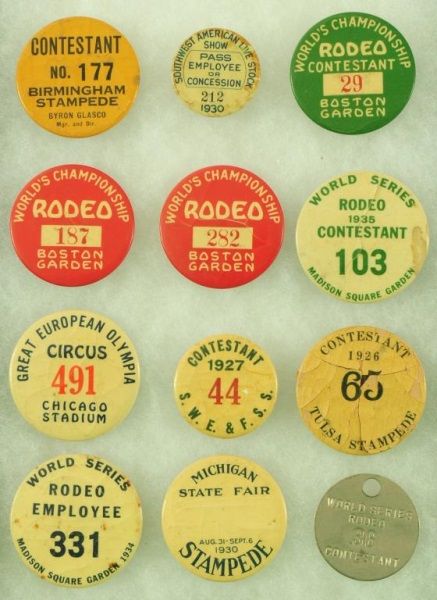 CONTESTANT
NO. 177
BIRMINGHAM
STAMPEDE
BYRON GLASCO
Mgr. and Dir.
SOUTHWEST AMERICAN LIVE STOCK
SHOW
PASS
EMPLOYEE
OR
CONCESSION
212
1930
WORLD'S CHAMPIONSHIP
RODEO
CONTESTANT
29
BOSTON
GARDEN
WORLD'S CHAMPIONSHIP
RODEO
187
BOSTON
GARDEN
WORLD'S CHAMPIONSHIP
RODEO
282
BOSTON
GARDEN
WORLD SERIES
RODEO
1935
CONTESTANT
103
MADISON SQUARE GARDEN
GREAT EUROPEAN OLYMPIA
CIRCUS
491
CHICAGO
STADIUM
CONTESTANT
1927
44
S. W. E. & F. S. S.
CONTESTANT
1926
65
TULSA STAMPEDE
WORLD SERIES
RODEO
EMPLOYEE
331
MADISON SQUARE GARDEN 1934
MICHIGAN
STATE FAIR
AUG. 31-SEPT. 6
1930
STAMPEDE
WORLD SERIES
RODEO
CONTESTANT